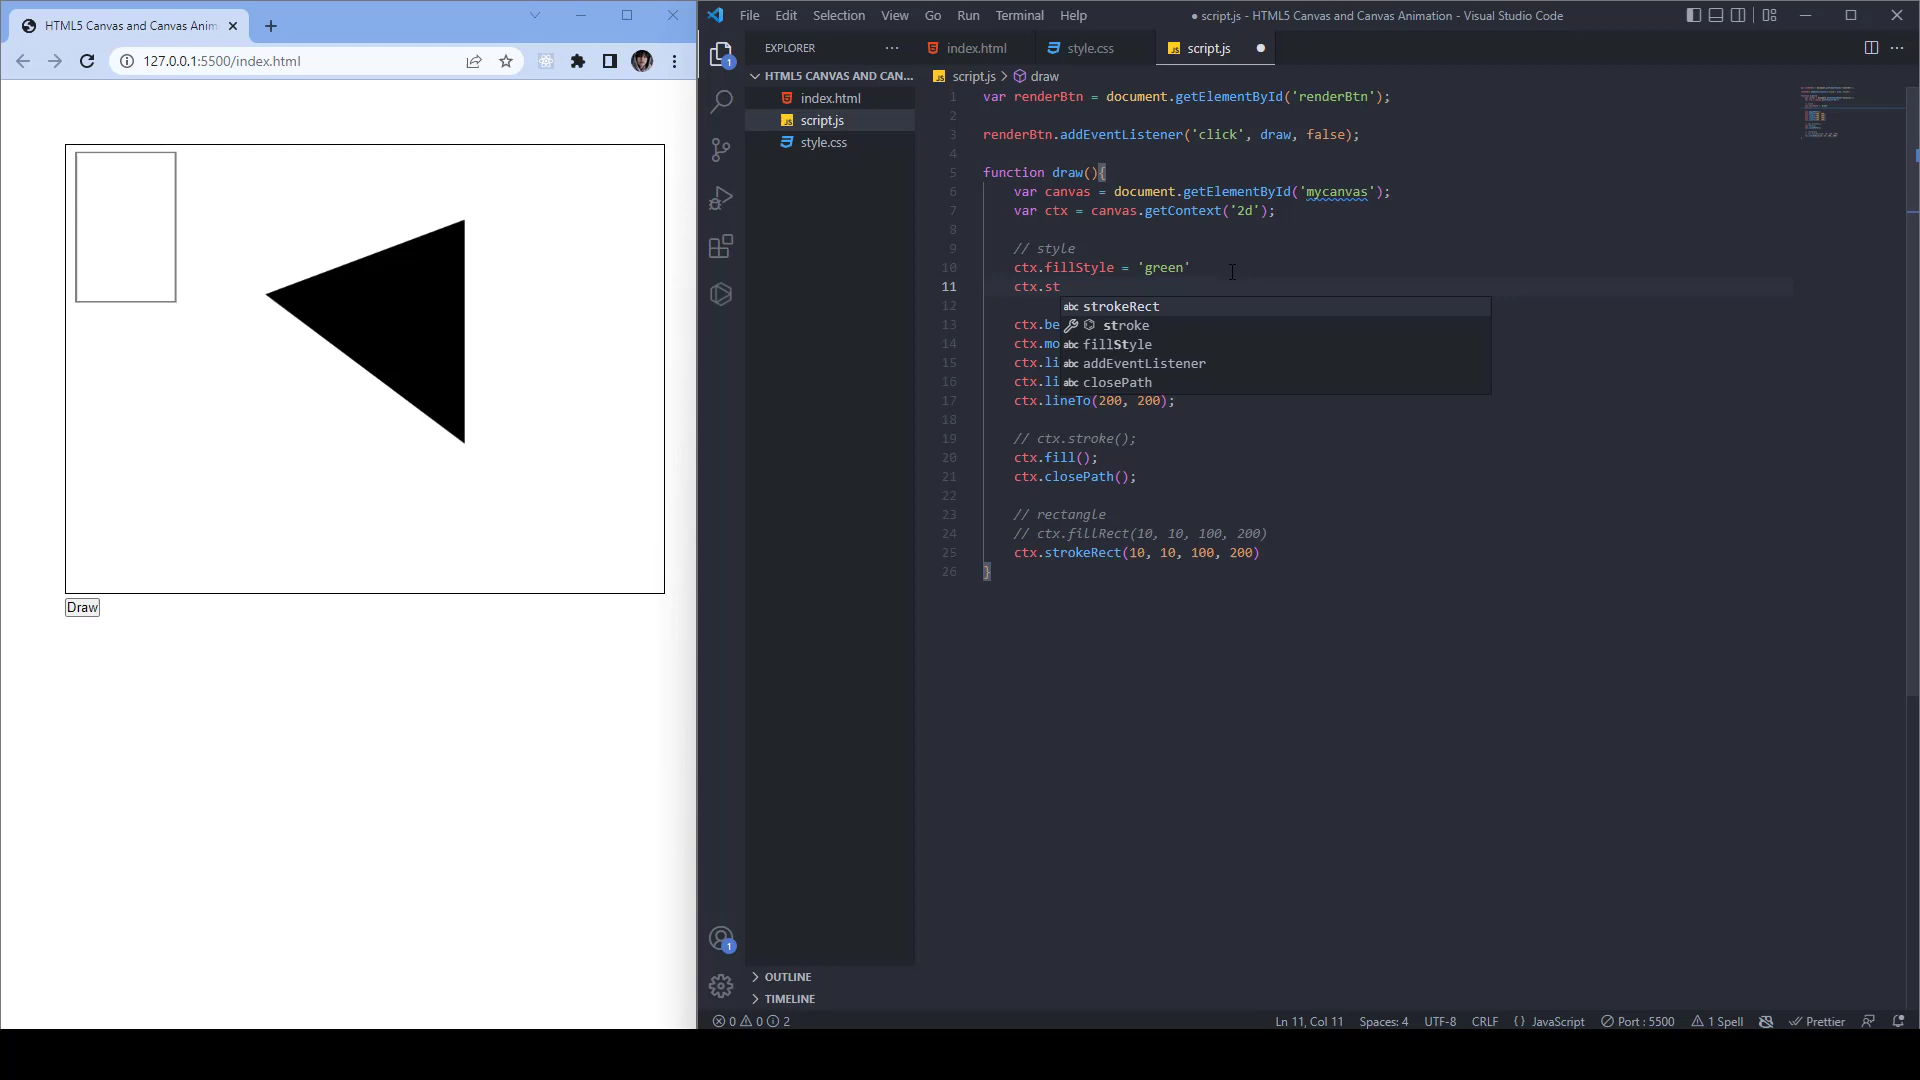 HTML5 Canvas and Canvas Anim
127.0.0.1:5500/index.html
Draw
File Edit Selection View Go Run Terminal Help
● script.js - HTML5 Canvas and Canvas Animation - Visual Studio Code
EXPLORER
HTML5 CANVAS AND CAN...
index.html
script.js
style.css
OUTLINE
TIMELINE
index.html style.css script.js
script.js > draw
1 var renderBtn = document.getElementById('renderBtn');
2
3 renderBtn.addEventListener('click', draw, false);
4
5 function draw(){
6 var canvas = document.getElementById('mycanvas');
7 var ctx = canvas.getContext('2d');
8
9 // style
10 ctx.fillStyle = 'green'
11 ctx.st
12
13 ctx.be
14 ctx.mo
15 ctx.li
16 ctx.li
17 ctx.lineTo(200, 200);
18
19 // ctx.stroke();
20 ctx.fill();
21 ctx.closePath();
22
23 // rectangle
24 // ctx.fillRect(10, 10, 100, 200)
25 ctx.strokeRect(10, 10, 100, 200)
26 }
abc strokeRect
stroke
abc fillStyle
abc addEventListener
abc closePath
1
1
0 0 2 Ln 11, Col 11 Spaces: 4 UTF-8 CRLF { } JavaScript Port : 5500 1 Spell Prettier